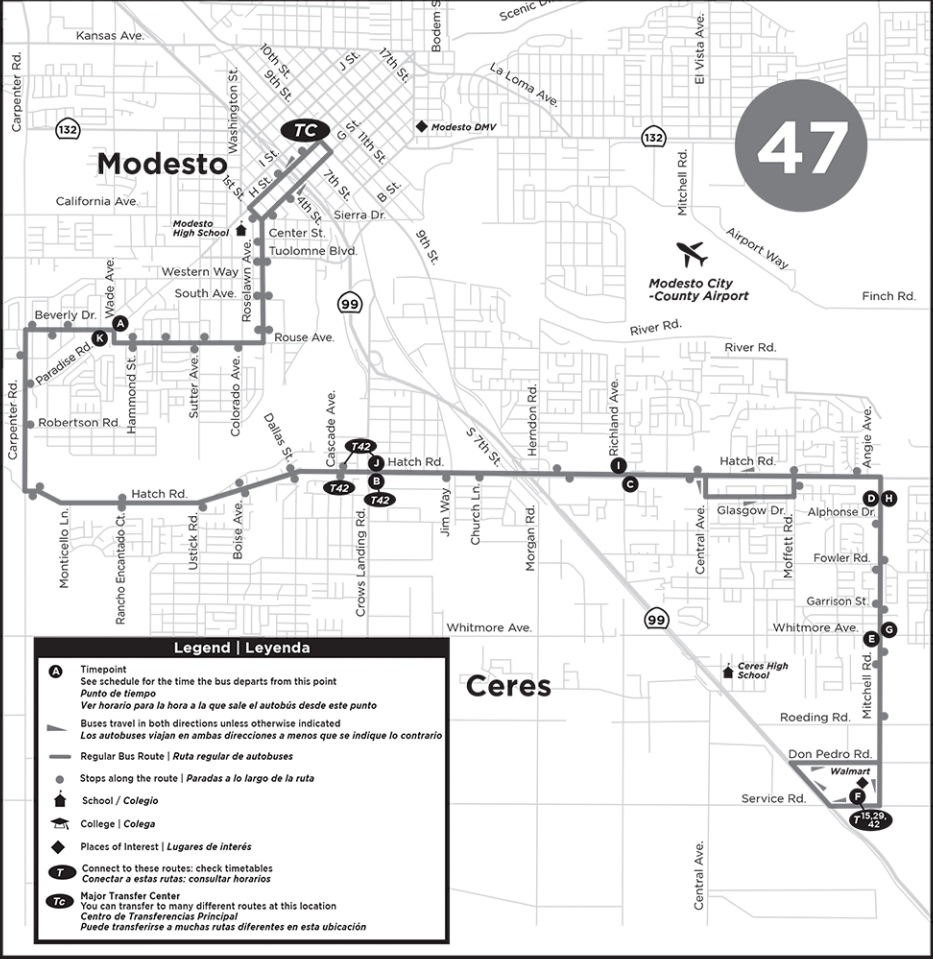 Kansas Ave.
Scenic Dr.
Bodem S
Carpenter Rd.
132
Washington St.
10th St.
9th St.
J St.
17th St.
La Loma Ave.
El Vista Ave.
47
TC
G St.
11th St.
Modesto DMV
132
Modesto
I St.
H St.
1st St.
7th St.
B St.
4th St.
Mitchell Rd.
California Ave.
Sierra Dr.
Modesto
High School
Center St.
Tuolomne Blvd.
9th St.
Airport Way
Western Way
South Ave.
Roselawn Ave.
Wade Ave.
Modesto City
-County Airport
Finch Rd.
99
Beverly Dr.
A
K
Rouse Ave.
River Rd.
River Rd.
Paradise Rd.
Carpenter Rd.
Hammond St.
Sutter Ave.
Colorado Ave.
Robertson Rd.
Dallas St.
Cascade Ave.
Herndon Rd.
Richland Ave.
Angie Ave.
S 7th St.
T42
J
Hatch Rd.
I
Hatch Rd.
T42
B
T42
C
D
H
Hatch Rd.
Glasgow Dr.
Alphonse Dr.
Monticello Ln.
Rancho Encantado Ct.
Ustick Rd.
Boise Ave.
Crows Landing Rd.
Jim Way
Church Ln.
Morgan Rd.
Central Ave.
Moffett Rd.
Fowler Rd.
Garrison St.
99
Whitmore Ave.
Whitmore Ave.
G
E
Ceres
Ceres High
School
Mitchell Rd.
Roeding Rd.
Don Pedro Rd.
Walmart
Service Rd.
F
T 15,29,
42
Central Ave.
Legend | Leyenda
A
Timepoint
See schedule for the time the bus departs from this point
Punto de tiempo
Ver horario para la hora a la que sale el autobús desde este punto
Buses travel in both directions unless otherwise indicated
Los autobuses viajan en ambas direcciones a menos que se indique lo contrario
Regular Bus Route | Ruta regular de autobuses
Stops along the route | Paradas a lo largo de la ruta
School / Colegio
College | Colega
Places of Interest | Lugares de interés
T
Connect to these routes: check timetables
Conectar a estas rutas: consultar horarios
Tc
Major Transfer Center
You can transfer to many different routes at this location
Centro de Transferencias Principal
Puede transferirse a muchas rutas diferentes en esta ubicación